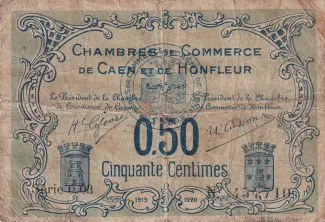 CHAMBRES DE COMMERCE
DE CAEN ET DE HONFLEUR
Le Président de la Chambre
de Commerce de Caen
Le Président de la Chambre
de Commerce de Honfleur
0.50
Cinquante Centimes
Série
1915 1920